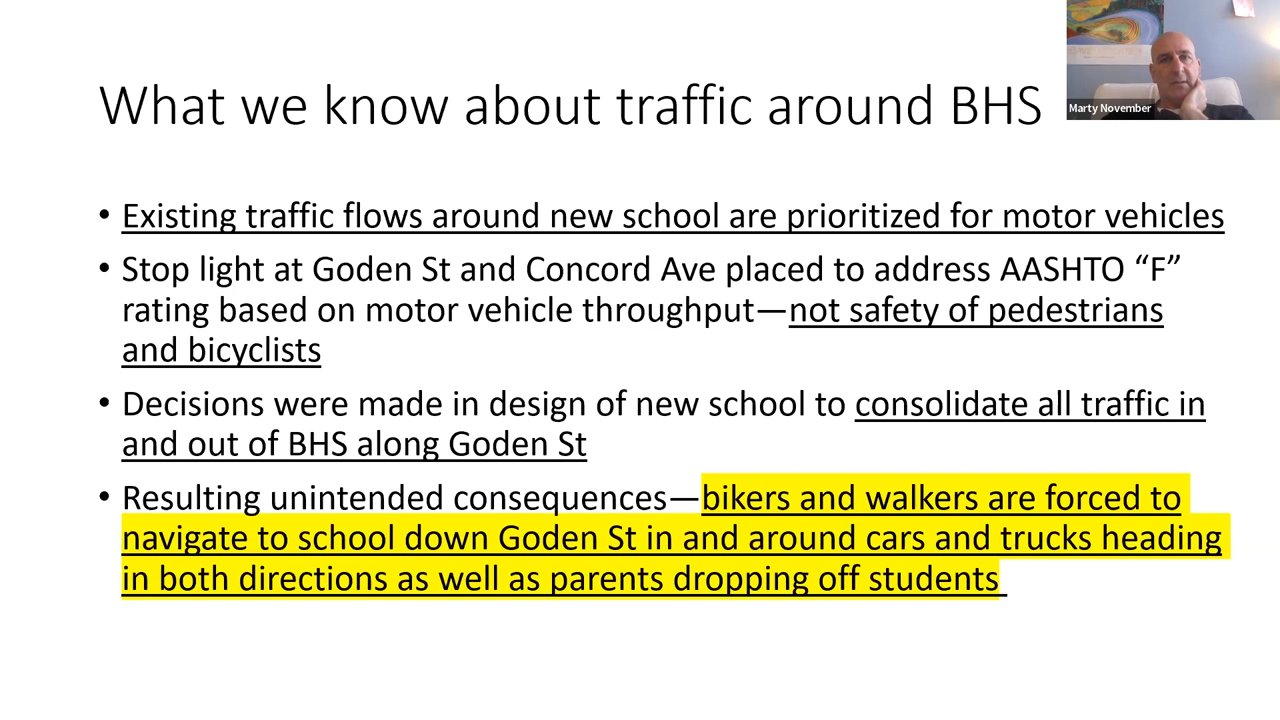 What we know about traffic around BHS
Marty November
• Existing traffic flows around new school are prioritized for motor vehicles
• Stop light at Goden St and Concord Ave placed to address AASHTO “F”
rating based on motor vehicle throughput—not safety of pedestrians
and bicyclists
• Decisions were made in design of new school to consolidate all traffic in
and out of BHS along Goden St
• Resulting unintended consequences—bikers and walkers are forced to
navigate to school down Goden St in and around cars and trucks heading
in both directions as well as parents dropping off students